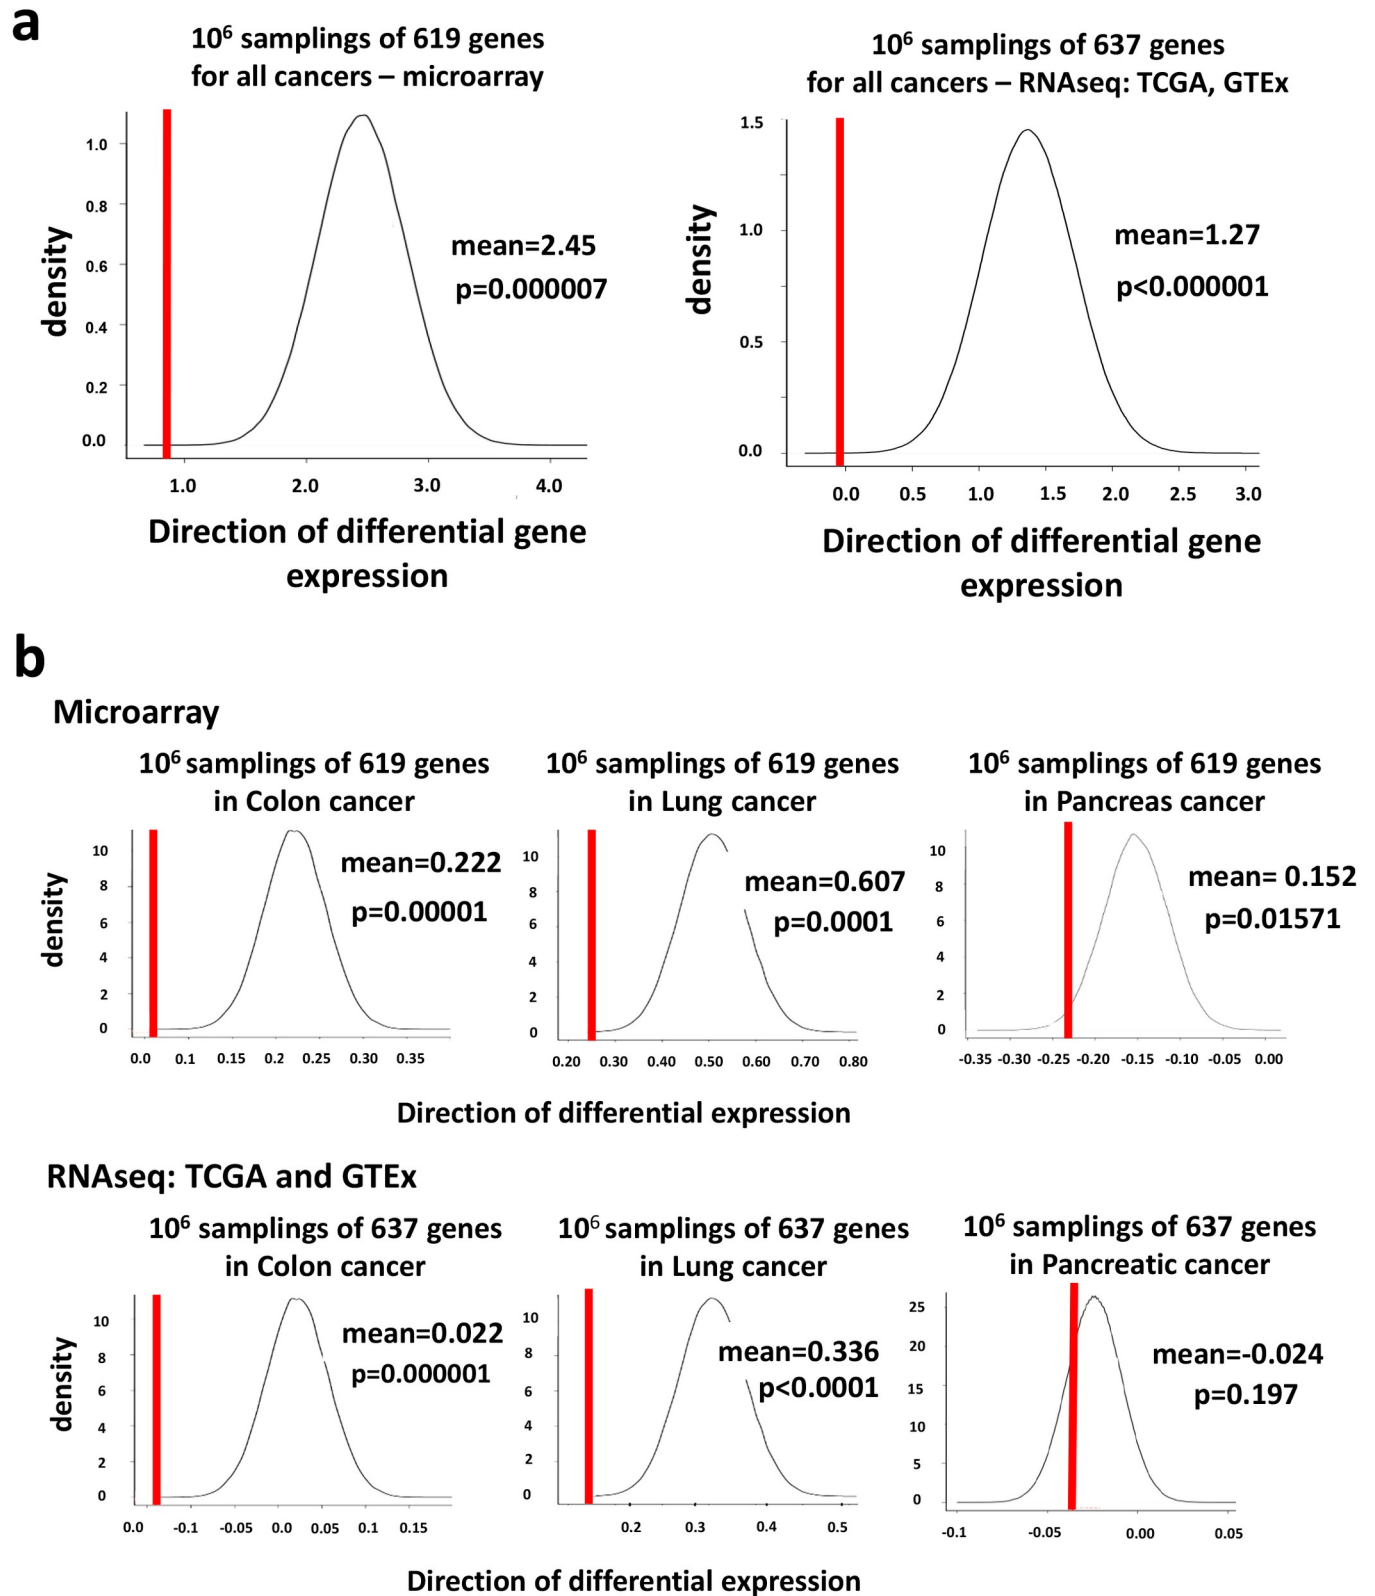 a
10⁶ samplings of 619 genes
for all cancers – microarray
density
1.0
0.8
0.6
0.4
0.2
0.0
mean=2.45
p=0.000007
1.0 2.0 3.0 4.0
Direction of differential gene
expression
10⁶ samplings of 637 genes
for all cancers – RNAseq: TCGA, GTEx
density
1.5
1.0
0.5
0.0
mean=1.27
p<0.000001
0.0 0.5 1.0 1.5 2.0 2.5 3.0
Direction of differential gene
expression
b
Microarray
10⁶ samplings of 619 genes
in Colon cancer
density
10
8
6
4
2
0
mean=0.222
p=0.00001
0.0 0.1 0.15 0.2 0.25 0.30 0.35
10⁶ samplings of 619 genes
in Lung cancer
10
8
6
4
2
0
mean=0.607
p=0.0001
0.20 0.30 0.40 0.50 0.60 0.70 0.80
10⁶ samplings of 619 genes
in Pancreas cancer
10
8
6
4
2
0
mean= 0.152
p=0.01571
-0.35 -0.30 -0.25 -0.20 -0.15 -0.10 -0.05 0.00
Direction of differential expression
RNAseq: TCGA and GTEx
10⁶ samplings of 637 genes
in Colon cancer
density
10
8
6
4
2
0
mean=0.022
p=0.000001
0.0 -0.1 -0.05 0.0 0.05 0.1 0.15
10⁶ samplings of 637 genes
in Lung cancer
10
8
6
4
2
0
mean=0.336
p<0.0001
0.2 0.3 0.4 0.5
10⁶ samplings of 637 genes
in Pancreatic cancer
25
20
15
10
5
0
mean=-0.024
p=0.197
-0.1 -0.05 0.00 0.05
Direction of differential expression